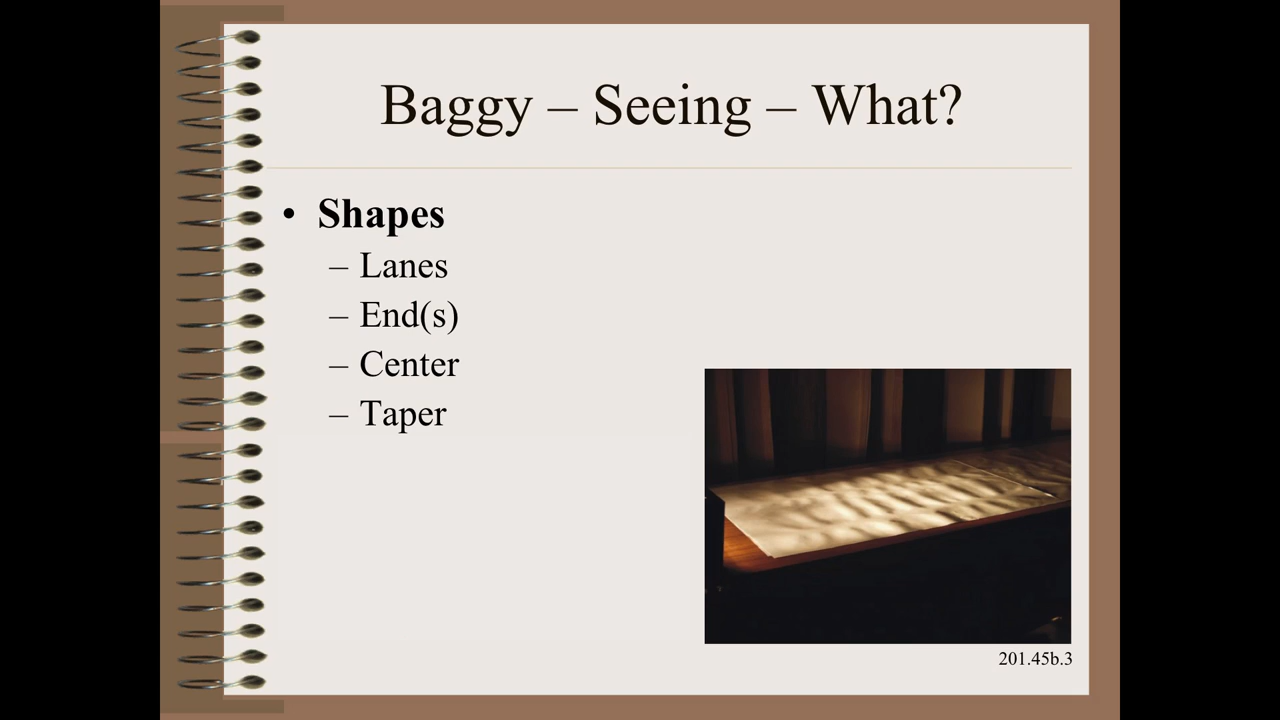 Baggy – Seeing – What?
• Shapes
– Lanes
– End(s)
– Center
– Taper
201.45b.3